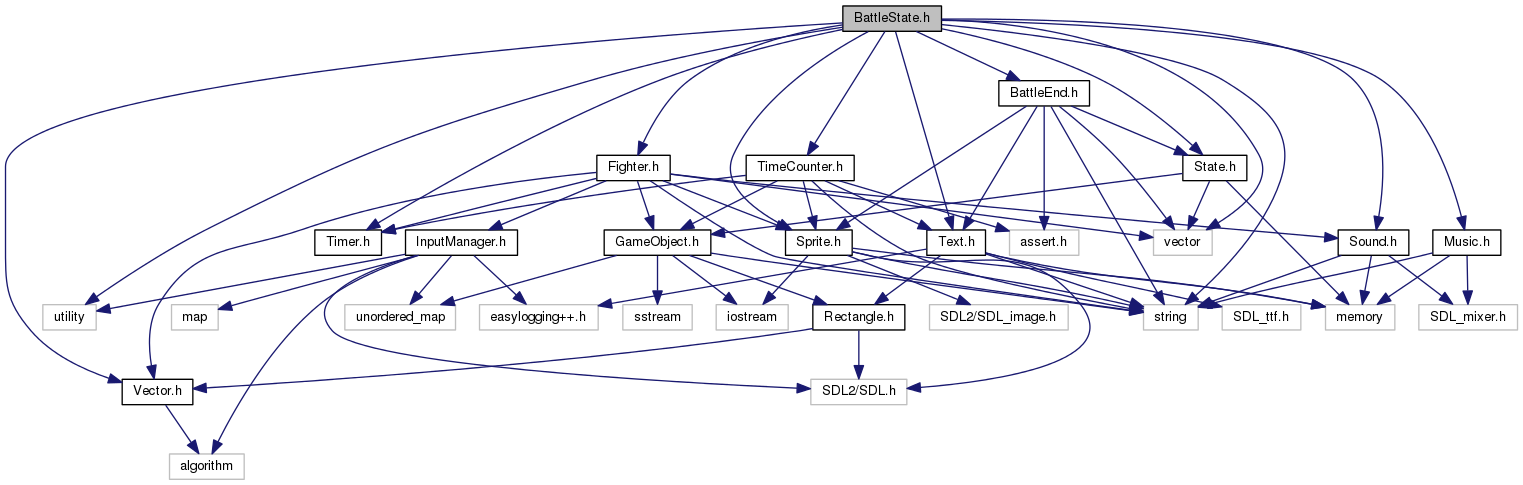 BattleState.h
BattleEnd.h
Fighter.h
TimeCounter.h
State.h
Timer.h
InputManager.h
GameObject.h
Sprite.h
Text.h
assert.h
vector
Sound.h
Music.h
utility
map
unordered_map
easylogging++.h
sstream
iostream
Rectangle.h
SDL2/SDL_image.h
string
SDL_ttf.h
memory
SDL_mixer.h
Vector.h
SDL2/SDL.h
algorithm